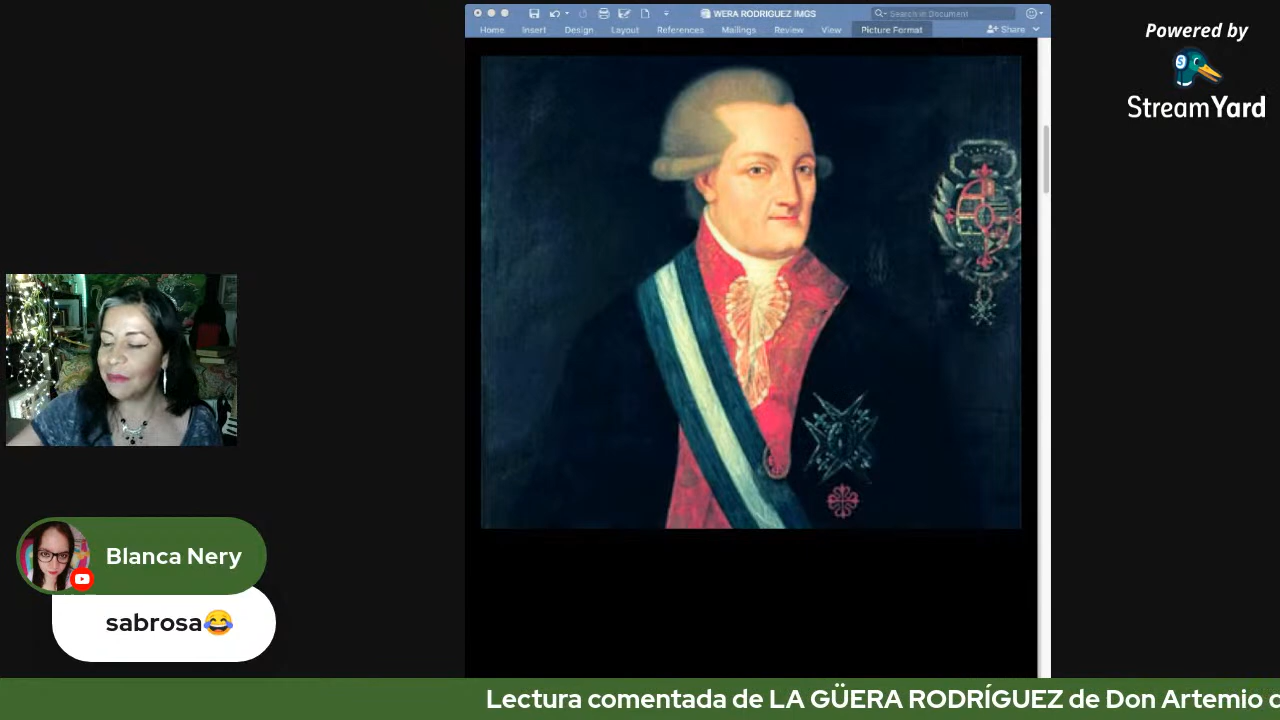 WERA RODRIGUEZ IMGS
Search in Document
Home Insert Design Layout References Mailings Review View Picture Format Share
Powered by
StreamYard
Blanca Nery
sabrosa😂
Lectura comentada de LA GÜERA RODRÍGUEZ de Don Artemio